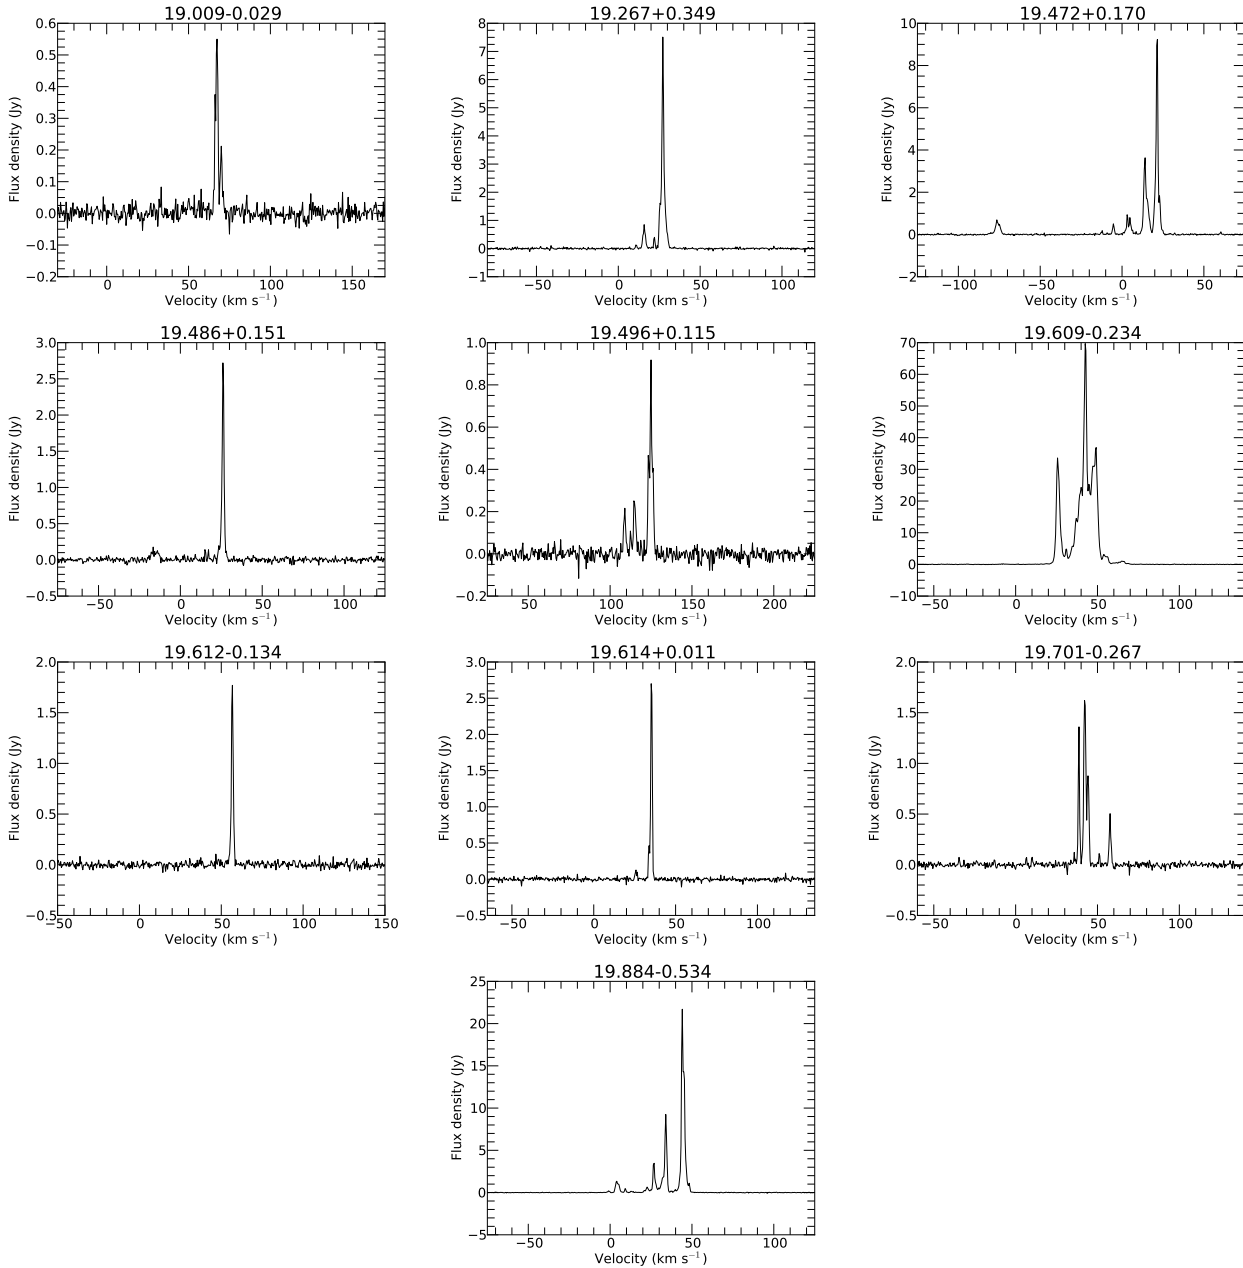 19.009-0.029
0.6
0.5
0.4
0.3
0.2
0.1
0.0
−0.1
−0.2
Flux density (Jy)
0 50 100 150
Velocity (km s⁻¹)
19.267+0.349
8
7
6
5
4
3
2
1
0
−1
Flux density (Jy)
−50 0 50 100
Velocity (km s⁻¹)
19.472+0.170
10
8
6
4
2
0
−2
Flux density (Jy)
−100 −50 0 50
Velocity (km s⁻¹)
19.486+0.151
3.0
2.5
2.0
1.5
1.0
0.5
0.0
−0.5
Flux density (Jy)
−50 0 50 100
Velocity (km s⁻¹)
19.496+0.115
1.0
0.8
0.6
0.4
0.2
0.0
−0.2
Flux density (Jy)
50 100 150 200
Velocity (km s⁻¹)
19.609-0.234
70
60
50
40
30
20
10
0
−10
Flux density (Jy)
−50 0 50 100
Velocity (km s⁻¹)
19.612-0.134
2.0
1.5
1.0
0.5
0.0
−0.5
Flux density (Jy)
−50 0 50 100 150
Velocity (km s⁻¹)
19.614+0.011
3.0
2.5
2.0
1.5
1.0
0.5
0.0
−0.5
Flux density (Jy)
−50 0 50 100
Velocity (km s⁻¹)
19.701-0.267
2.0
1.5
1.0
0.5
0.0
−0.5
Flux density (Jy)
−50 0 50 100
Velocity (km s⁻¹)
19.884-0.534
25
20
15
10
5
0
−5
Flux density (Jy)
−50 0 50 100
Velocity (km s⁻¹)